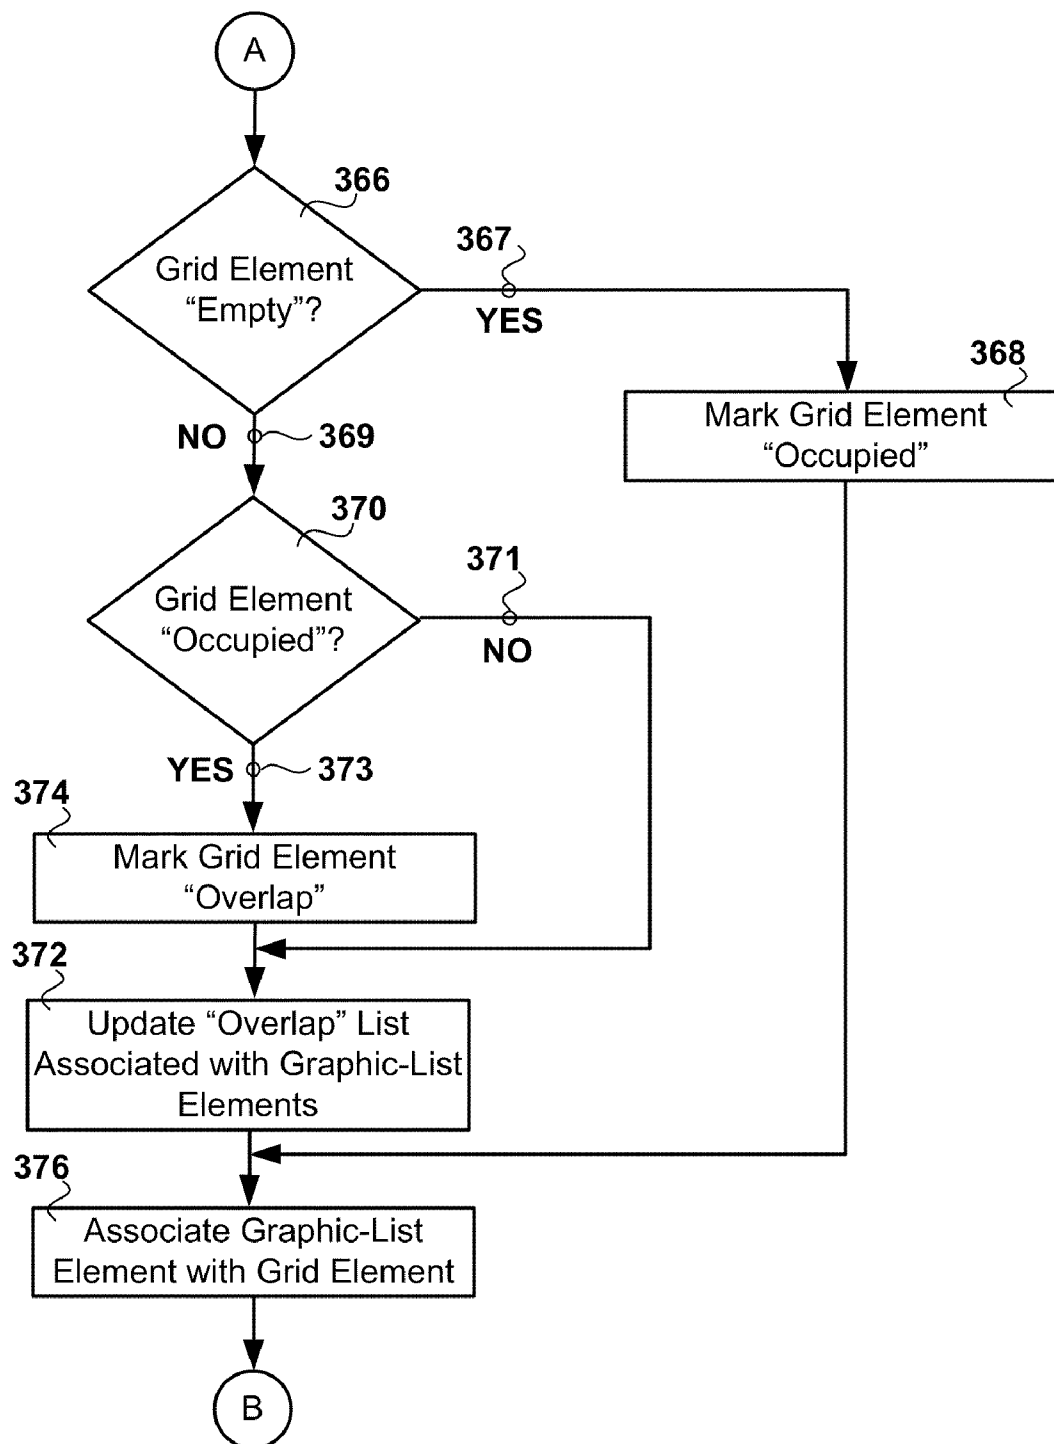 A
366
Grid Element
“Empty”?
367
YES
368
Mark Grid Element
“Occupied”
NO
369
370
Grid Element
“Occupied”?
371
NO
YES
373
374
Mark Grid Element
“Overlap”
372
Update “Overlap” List
Associated with Graphic-List
Elements
376
Associate Graphic-List
Element with Grid Element
B